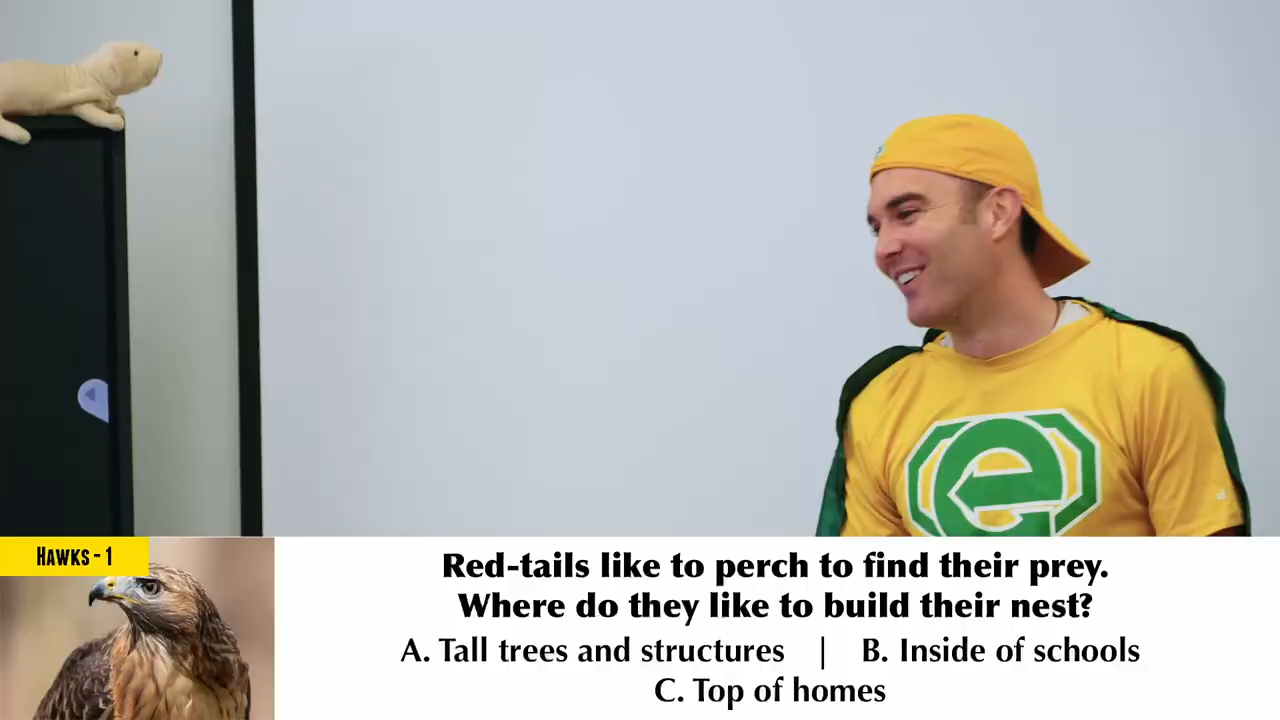 e
HAWKS - 1
Red-tails like to perch to find their prey.
Where do they like to build their nest?
A. Tall trees and structures | B. Inside of schools
C. Top of homes